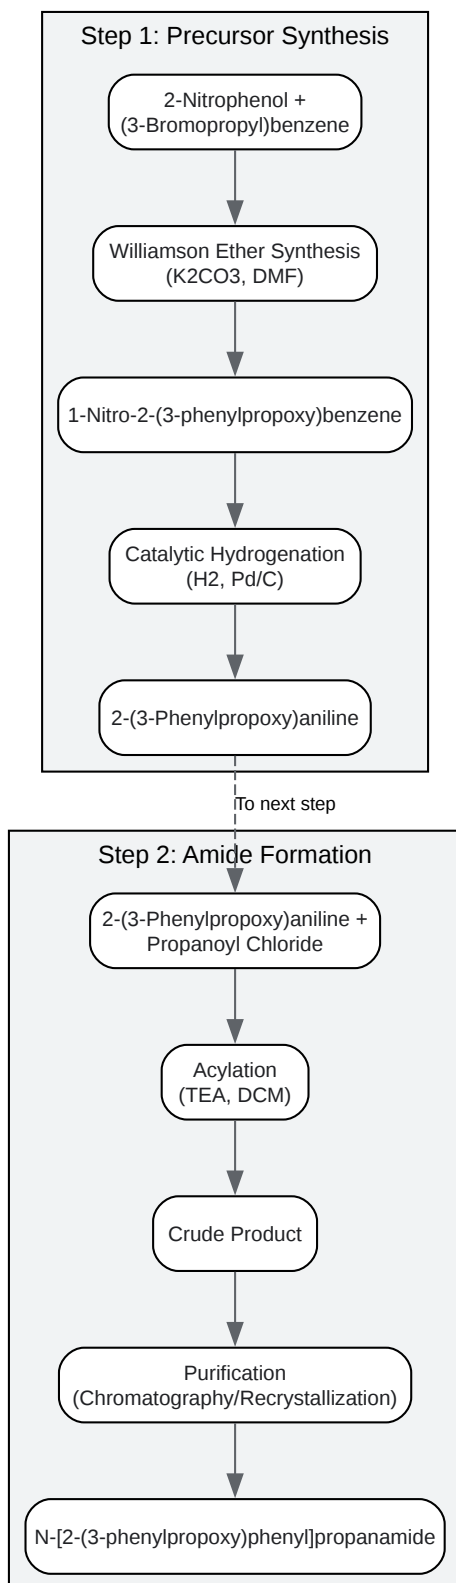 Step 1: Precursor Synthesis
2-Nitrophenol +
(3-Bromopropyl)benzene
Williamson Ether Synthesis
(K2CO3, DMF)
1-Nitro-2-(3-phenylpropoxy)benzene
Catalytic Hydrogenation
(H2, Pd/C)
2-(3-Phenylpropoxy)aniline
To next step
Step 2: Amide Formation
2-(3-Phenylpropoxy)aniline +
Propanoyl Chloride
Acylation
(TEA, DCM)
Crude Product
Purification
(Chromatography/Recrystallization)
N-[2-(3-phenylpropoxy)phenyl]propanamide